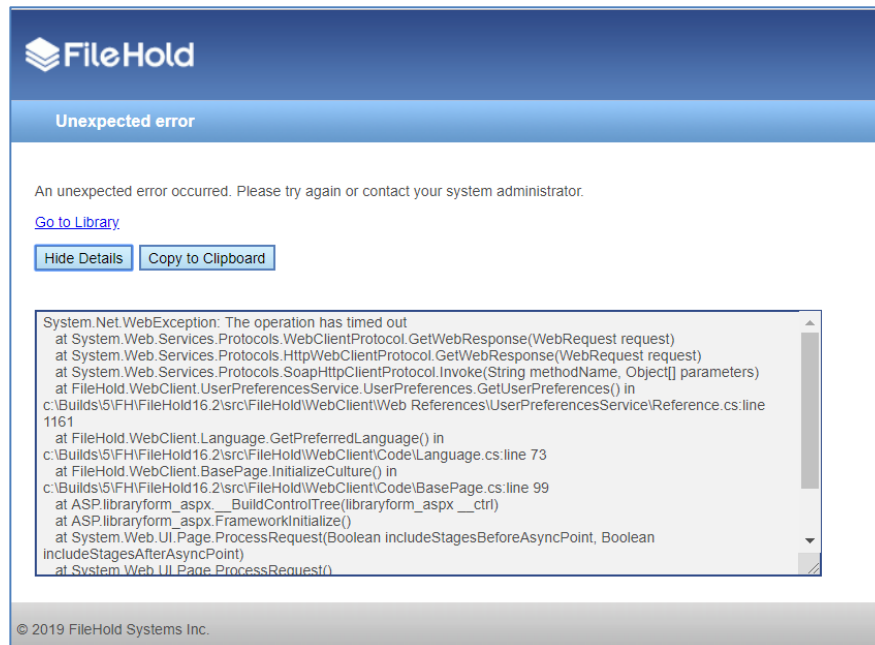 FileHold
Unexpected error
An unexpected error occurred. Please try again or contact your system administrator.
Go to Library
Hide Details
Copy to Clipboard
System.Net.WebException: The operation has timed out
at System.Web.Services.Protocols.WebClientProtocol.GetWebResponse(WebRequest request)
at System.Web.Services.Protocols.HttpWebClientProtocol.GetWebResponse(WebRequest request)
at System.Web.Services.Protocols.SoapHttpClientProtocol.Invoke(String methodName, Object[] parameters)
at FileHold.WebClient.UserPreferencesService.UserPreferences.GetUserPreferences() in
c:\Builds\5\FH\FileHold16.2\src\FileHold\WebClient\Web References\UserPreferencesService\Reference.cs:line
1161
at FileHold.WebClient.Language.GetPreferredLanguage() in
c:\Builds\5\FH\FileHold16.2\src\FileHold\WebClient\Code\Language.cs:line 73
at FileHold.WebClient.BasePage.InitializeCulture() in
c:\Builds\5\FH\FileHold16.2\src\FileHold\WebClient\Code\BasePage.cs:line 99
at ASP.libraryform_aspx.__BuildControlTree(libraryform_aspx __ctrl)
at ASP.libraryform_aspx.FrameworkInitialize()
at System.Web.UI.Page.ProcessRequest(Boolean includeStagesBeforeAsyncPoint, Boolean
includeStagesAfterAsyncPoint)
at System.Web.UI.Page.ProcessRequest()
© 2019 FileHold Systems Inc.